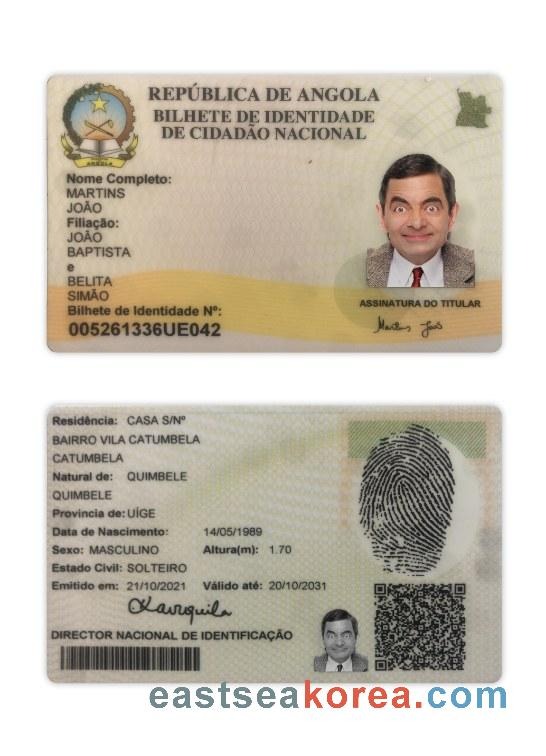 REPÚBLICA DE ANGOLA
BILHETE DE IDENTIDADE
DE CIDADÃO NACIONAL
ANGOLA
Nome Completo:
MARTINS
JOÃO
Filiação:
JOÃO
BAPTISTA
e
BELITA
SIMÃO
Bilhete de Identidade Nº:
005261336UE042
ASSINATURA DO TITULAR
Martins João
Residência: CASA S/Nº
BAIRRO VILA CATUMBELA
CATUMBELA
Natural de: QUIMBELE
QUIMBELE
Provincia de: UÍGE
Data de Nascimento: 14/05/1989
Sexo: MASCULINO Altura(m): 1.70
Estado Civil: SOLTEIRO
Emitido em: 21/10/2021 Válido até: 20/10/2031
DIRECTOR NACIONAL DE IDENTIFICAÇÃO
eastseakorea.com